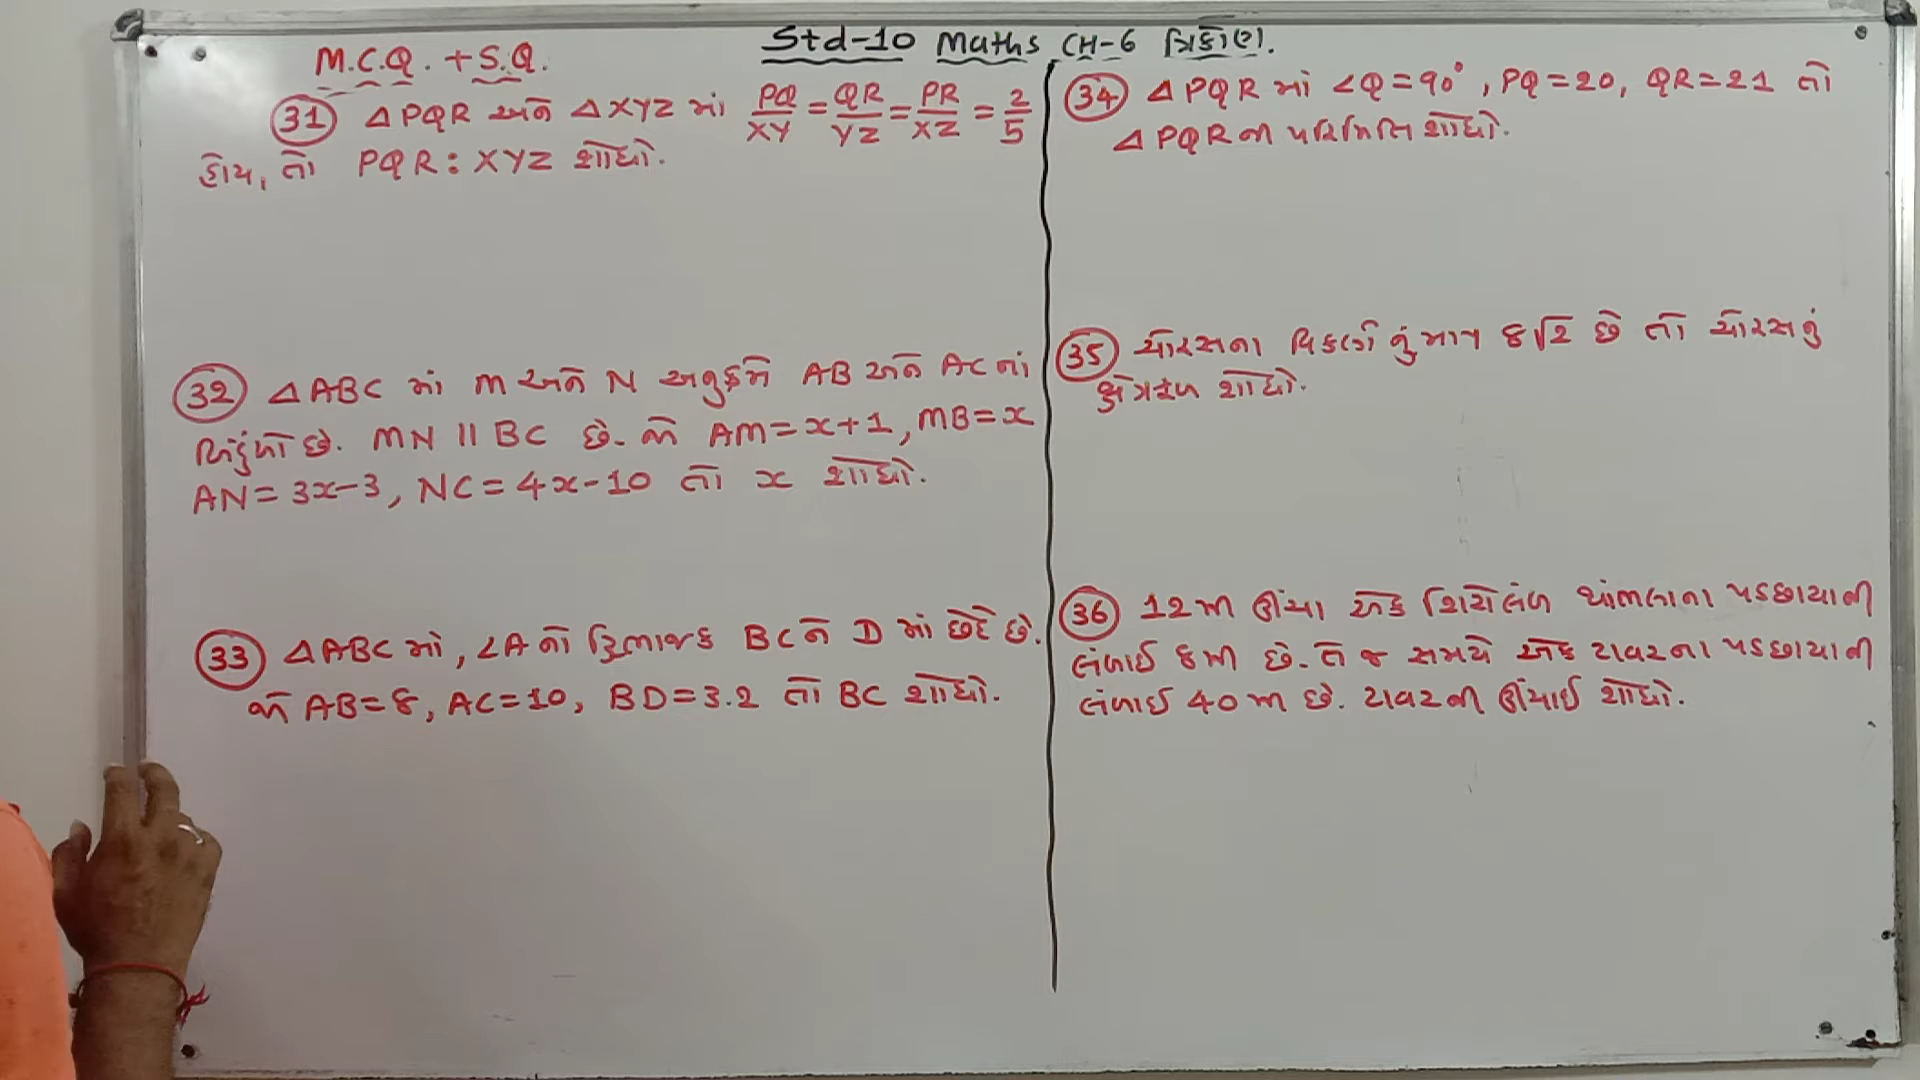 Std-10 Maths CH-6 ત્રિકોણ.
M.C.Q. + S.Q.
31 △PQR અને △XYZ માં PQ/XY = QR/YZ = PR/XZ = 2/5
હોય, તો PQR : XYZ શોધો.
32 △ABC માં M અને N અનુક્રમે AB અને AC નાં
બિંદુઓ છે. MN || BC છે. જો AM = x+1, MB = x
AN = 3x-3, NC = 4x-10 તો x શોધો.
33 △ABC માં, ∠A નો દ્વિભાજક BC ને D માં છેદે છે.
જો AB = 8, AC = 10, BD = 3.2 તો BC શોધો.
34 △PQR માં ∠Q = 90°, PQ = 20, QR = 21 તો
△PQR ની પરિમિતિ શોધો.
35 ચોરસના વિકર્ણનું માપ 8√2 છે તો ચોરસનું
ક્ષેત્રફળ શોધો.
36 12મી ઊંચા એક શિરોલંબ થાંભલાના પડછાયાની
લંબાઈ 8મી છે. તે જ સમયે એક ટાવરના પડછાયાની
લંબાઈ 40મી છે. ટાવરની ઊંચાઈ શોધો.